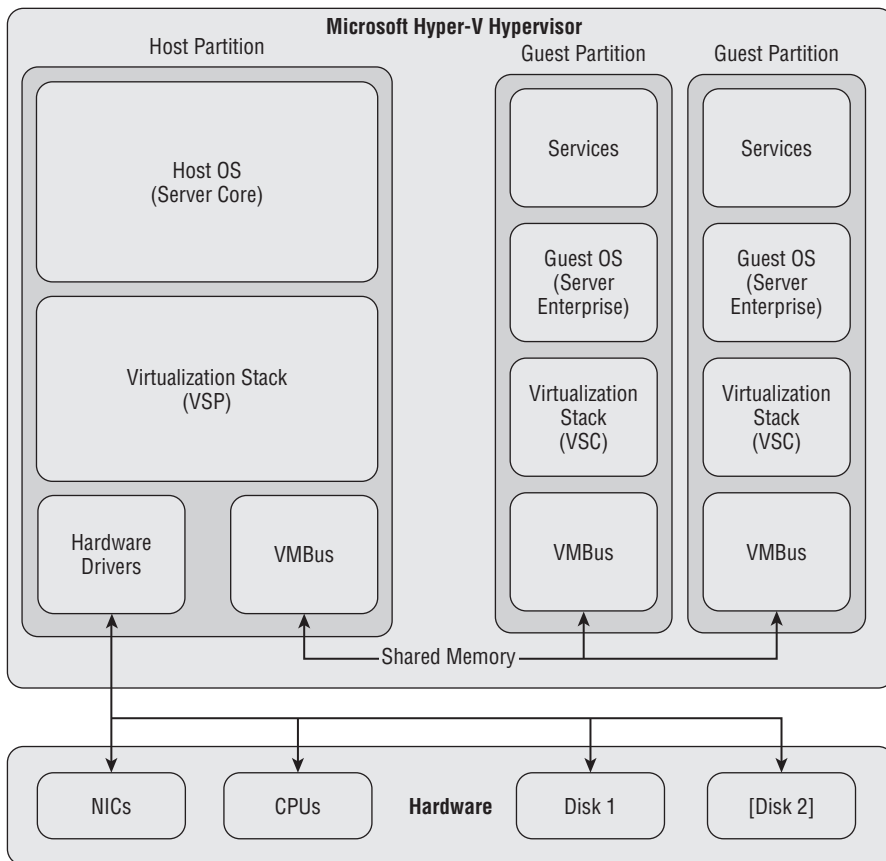 Microsoft Hyper-V Hypervisor
Host Partition
Guest Partition
Guest Partition
Host OS
(Server Core)
Virtualization Stack
(VSP)
Hardware
Drivers
VMBus
Services
Guest OS
(Server
Enterprise)
Virtualization
Stack
(VSC)
VMBus
Services
Guest OS
(Server
Enterprise)
Virtualization
Stack
(VSC)
VMBus
Shared Memory
NICs
CPUs
Hardware
Disk 1
[Disk 2]